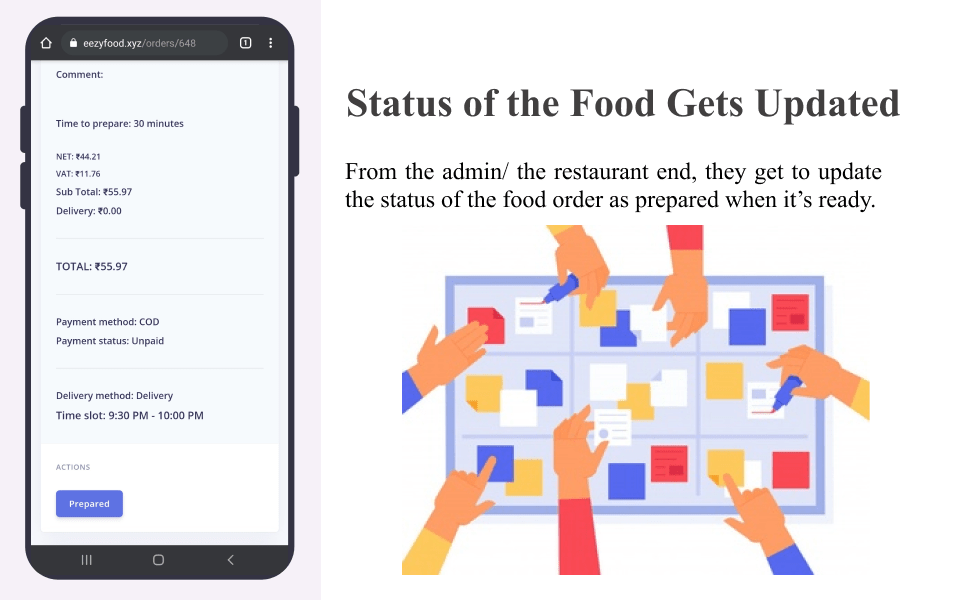 eezyfood.xyz/orders/648
1
Comment:
Time to prepare: 30 minutes
NET: ₹44.21
VAT: ₹11.76
Sub Total: ₹55.97
Delivery: ₹0.00
TOTAL: ₹55.97
Payment method: COD
Payment status: Unpaid
Delivery method: Delivery
Time slot: 9:30 PM - 10:00 PM
ACTIONS
Prepared
Status of the Food Gets Updated
From the admin/ the restaurant end, they get to update
the status of the food order as prepared when it’s ready.